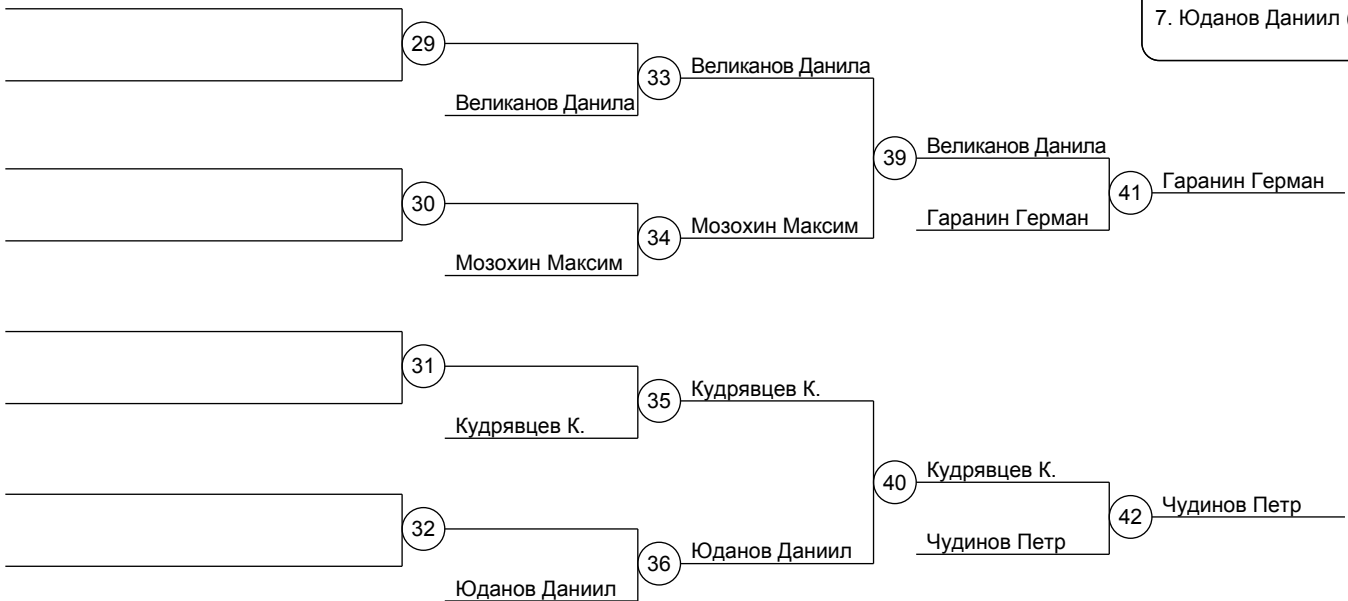 7. Юданов Даниил (
29
33
Великанов Данила
Великанов Данила
39
Великанов Данила
30
41
Гаранин Герман
34
Мозохин Максим
Гаранин Герман
Мозохин Максим
31
35
Кудрявцев К.
Кудрявцев К.
40
Кудрявцев К.
32
42
Чудинов Петр
36
Юданов Даниил
Чудинов Петр
Юданов Даниил